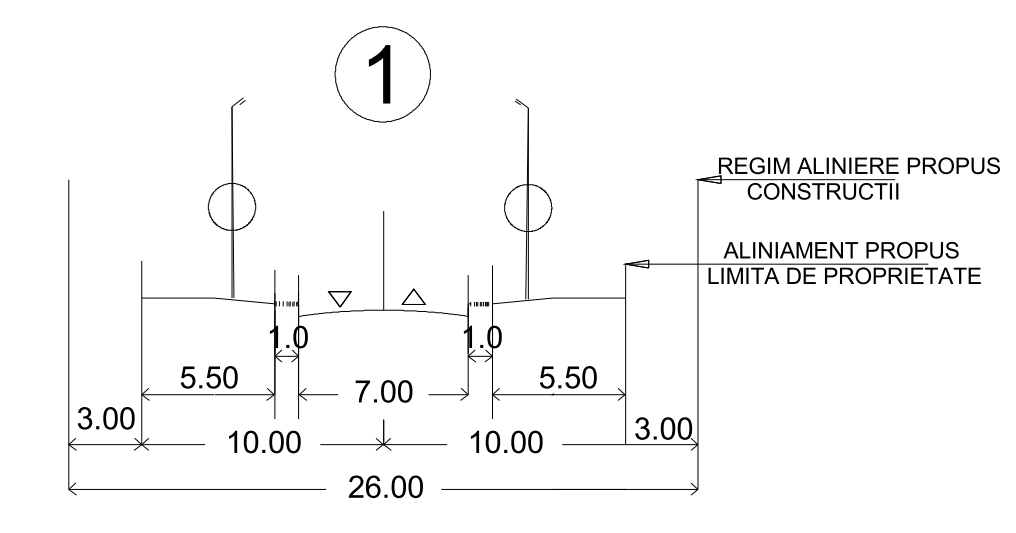 1
REGIM ALINIERE PROPUS
CONSTRUCTII
ALINIAMENT PROPUS
LIMITA DE PROPRIETATE
1.0 1.0
5.50 7.00 5.50
3.00 10.00 10.00 3.00
26.00